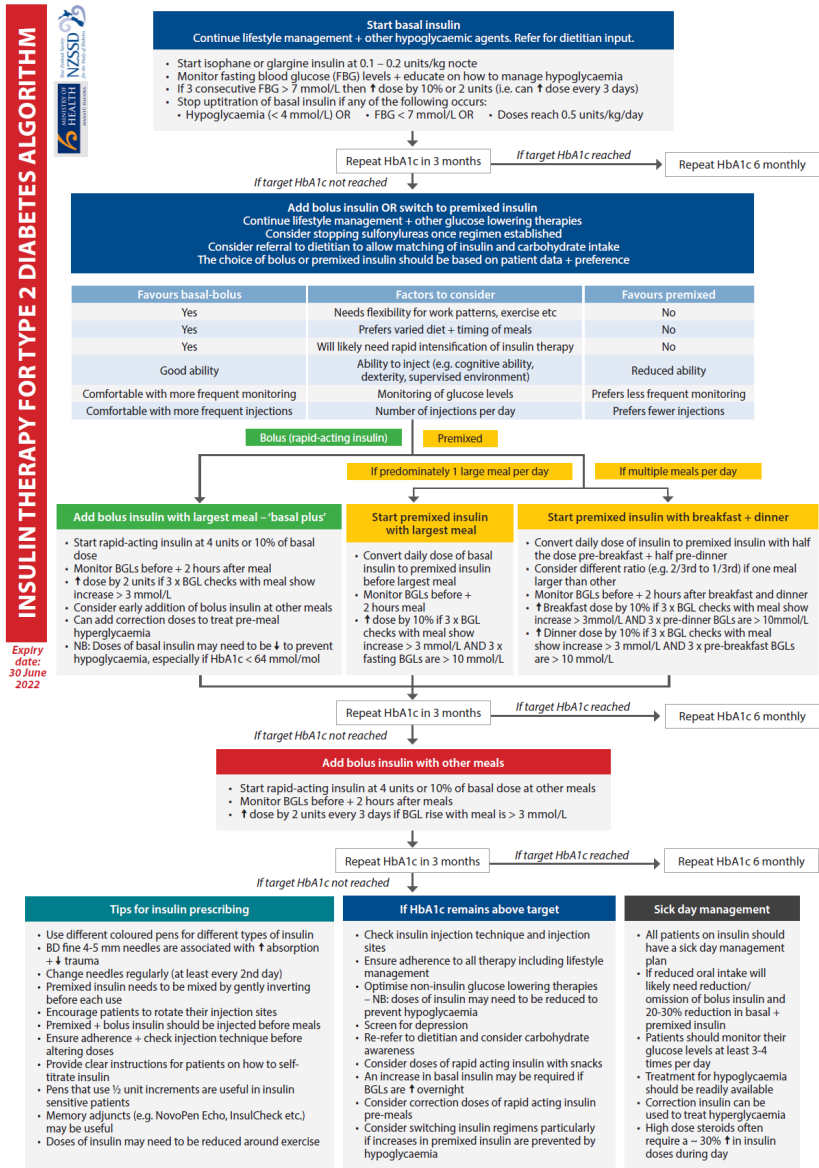 INSULIN THERAPY FOR TYPE 2 DIABETES ALGORITHM
Expiry
date:
30 June
2022
New Zealand Society
for the Study of Diabetes
NZSSD
MINISTRY OF
HEALTH
MANATŪ HAUORA
Start basal insulin
Continue lifestyle management + other hypoglycaemic agents. Refer for dietitian input.
• Start isophane or glargine insulin at 0.1 – 0.2 units/kg nocte
• Monitor fasting blood glucose (FBG) levels + educate on how to manage hypoglycaemia
• If 3 consecutive FBG > 7 mmol/L then ↑ dose by 10% or 2 units (i.e. can ↑ dose every 3 days)
• Stop uptitration of basal insulin if any of the following occurs:
• Hypoglycaemia (< 4 mmol/L) OR • FBG < 7 mmol/L OR • Doses reach 0.5 units/kg/day
Repeat HbA1c in 3 months
If target HbA1c reached
Repeat HbA1c 6 monthly
If target HbA1c not reached
Add bolus insulin OR switch to premixed insulin
Continue lifestyle management + other glucose lowering therapies
Consider stopping sulfonylureas once regimen established
Consider referral to dietitian to allow matching of insulin and carbohydrate intake
The choice of bolus or premixed insulin should be based on patient data + preference
Favours basal-bolus Factors to consider Favours premixed
Yes Needs flexibility for work patterns, exercise etc No
Yes Prefers varied diet + timing of meals No
Yes Will likely need rapid intensification of insulin therapy No
Good ability Ability to inject (e.g. cognitive ability, Reduced ability
dexterity, supervised environment)
Comfortable with more frequent monitoring Monitoring of glucose levels Prefers less frequent monitoring
Comfortable with more frequent injections Number of injections per day Prefers fewer injections
Bolus (rapid-acting insulin)
Premixed
If predominately 1 large meal per day
If multiple meals per day
Add bolus insulin with largest meal – 'basal plus'
• Start rapid-acting insulin at 4 units or 10% of basal
dose
• Monitor BGLs before + 2 hours after meal
• ↑ dose by 2 units if 3 x BGL checks with meal show
increase > 3 mmol/L
• Consider early addition of bolus insulin at other meals
• Can add correction doses to treat pre-meal
hyperglycaemia
• NB: Doses of basal insulin may need to be ↓ to prevent
hypoglycaemia, especially if HbA1c < 64 mmol/mol
Start premixed insulin
with largest meal
• Convert daily dose of basal
insulin to premixed insulin
before largest meal
• Monitor BGLs before +
2 hours meal
• ↑ dose by 10% if 3 x BGL
checks with meal show
increase > 3 mmol/L AND 3 x
fasting BGLs are > 10 mmol/L
Start premixed insulin with breakfast + dinner
• Convert daily dose of insulin to premixed insulin with half
the dose pre-breakfast + half pre-dinner
• Consider different ratio (e.g. 2/3rd to 1/3rd) if one meal
larger than other
• Monitor BGLs before + 2 hours after breakfast and dinner
• ↑ Breakfast dose by 10% if 3 x BGL checks with meal show
increase > 3mmol/L AND 3 x pre-dinner BGLs are > 10mmol/L
• ↑ Dinner dose by 10% if 3 x BGL checks with meal
show increase > 3 mmol/L AND 3 x pre-breakfast BGLs
are > 10 mmol/L
Repeat HbA1c in 3 months
If target HbA1c reached
Repeat HbA1c 6 monthly
If target HbA1c not reached
Add bolus insulin with other meals
• Start rapid-acting insulin at 4 units or 10% of basal dose at other meals
• Monitor BGLs before + 2 hours after meals
• ↑ dose by 2 units every 3 days if BGL rise with meal is > 3 mmol/L
Repeat HbA1c in 3 months
If target HbA1c reached
Repeat HbA1c 6 monthly
If target HbA1c not reached
Tips for insulin prescribing
• Use different coloured pens for different types of insulin
• BD fine 4-5 mm needles are associated with ↑ absorption
+ ↓ trauma
• Change needles regularly (at least every 2nd day)
• Premixed insulin needs to be mixed by gently inverting
before each use
• Encourage patients to rotate their injection sites
• Premixed + bolus insulin should be injected before meals
• Ensure adherence + check injection technique before
altering doses
• Provide clear instructions for patients on how to self-
titrate insulin
• Pens that use ½ unit increments are useful in insulin
sensitive patients
• Memory adjuncts (e.g. NovoPen Echo, InsulCheck etc.)
may be useful
• Doses of insulin may need to be reduced around exercise
If HbA1c remains above target
• Check insulin injection technique and injection
sites
• Ensure adherence to all therapy including lifestyle
management
• Optimise non-insulin glucose lowering therapies
– NB: doses of insulin may need to be reduced to
prevent hypoglycaemia
• Screen for depression
• Re-refer to dietitian and consider carbohydrate
awareness
• Consider doses of rapid acting insulin with snacks
• An increase in basal insulin may be required if
BGLs are ↑ overnight
• Consider correction doses of rapid acting insulin
pre-meals
• Consider switching insulin regimens particularly
if increases in premixed insulin are prevented by
hypoglycaemia
Sick day management
• All patients on insulin should
have a sick day management
plan
• If reduced oral intake will
likely need reduction/
omission of bolus insulin and
20-30% reduction in basal +
premixed insulin
• Patients should monitor their
glucose levels at least 3-4
times per day
• Treatment for hypoglycaemia
should be readily available
• Correction insulin can be
used to treat hyperglycaemia
• High dose steroids often
require a ~ 30% ↑ in insulin
doses during day